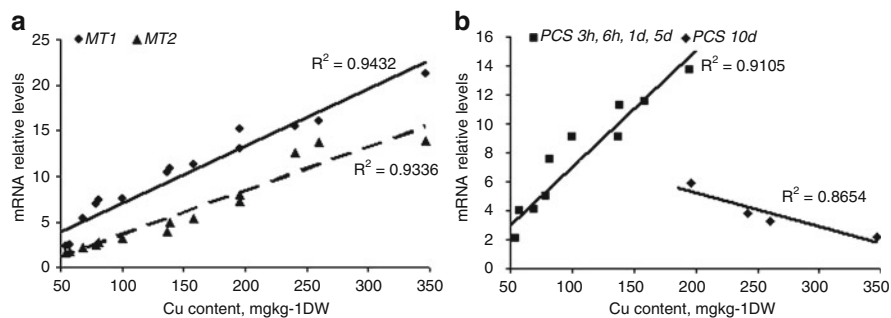 a
MT1 MT2
25
20
15
10
5
0
mRNA relative levels
R² = 0.9432
R² = 0.9336
50 100 150 200 250 300 350
Cu content, mgkg-1DW
b
PCS 3h, 6h, 1d, 5d PCS 10d
16
14
12
10
8
6
4
2
0
mRNA relative levels
R² = 0.9105
R² = 0.8654
50 100 150 200 250 300 350
Cu content, mgkg-1DW